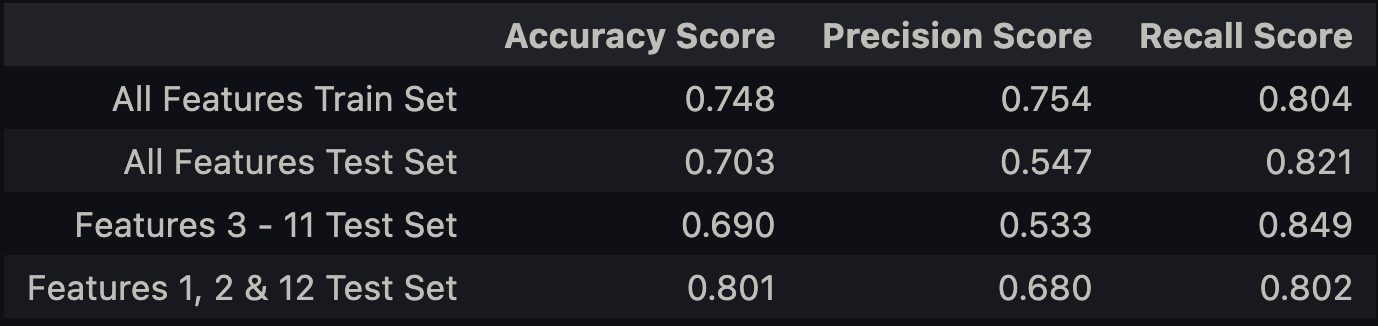 Accuracy Score Precision Score Recall Score
All Features Train Set 0.748 0.754 0.804
All Features Test Set 0.703 0.547 0.821
Features 3 - 11 Test Set 0.690 0.533 0.849
Features 1, 2 & 12 Test Set 0.801 0.680 0.802